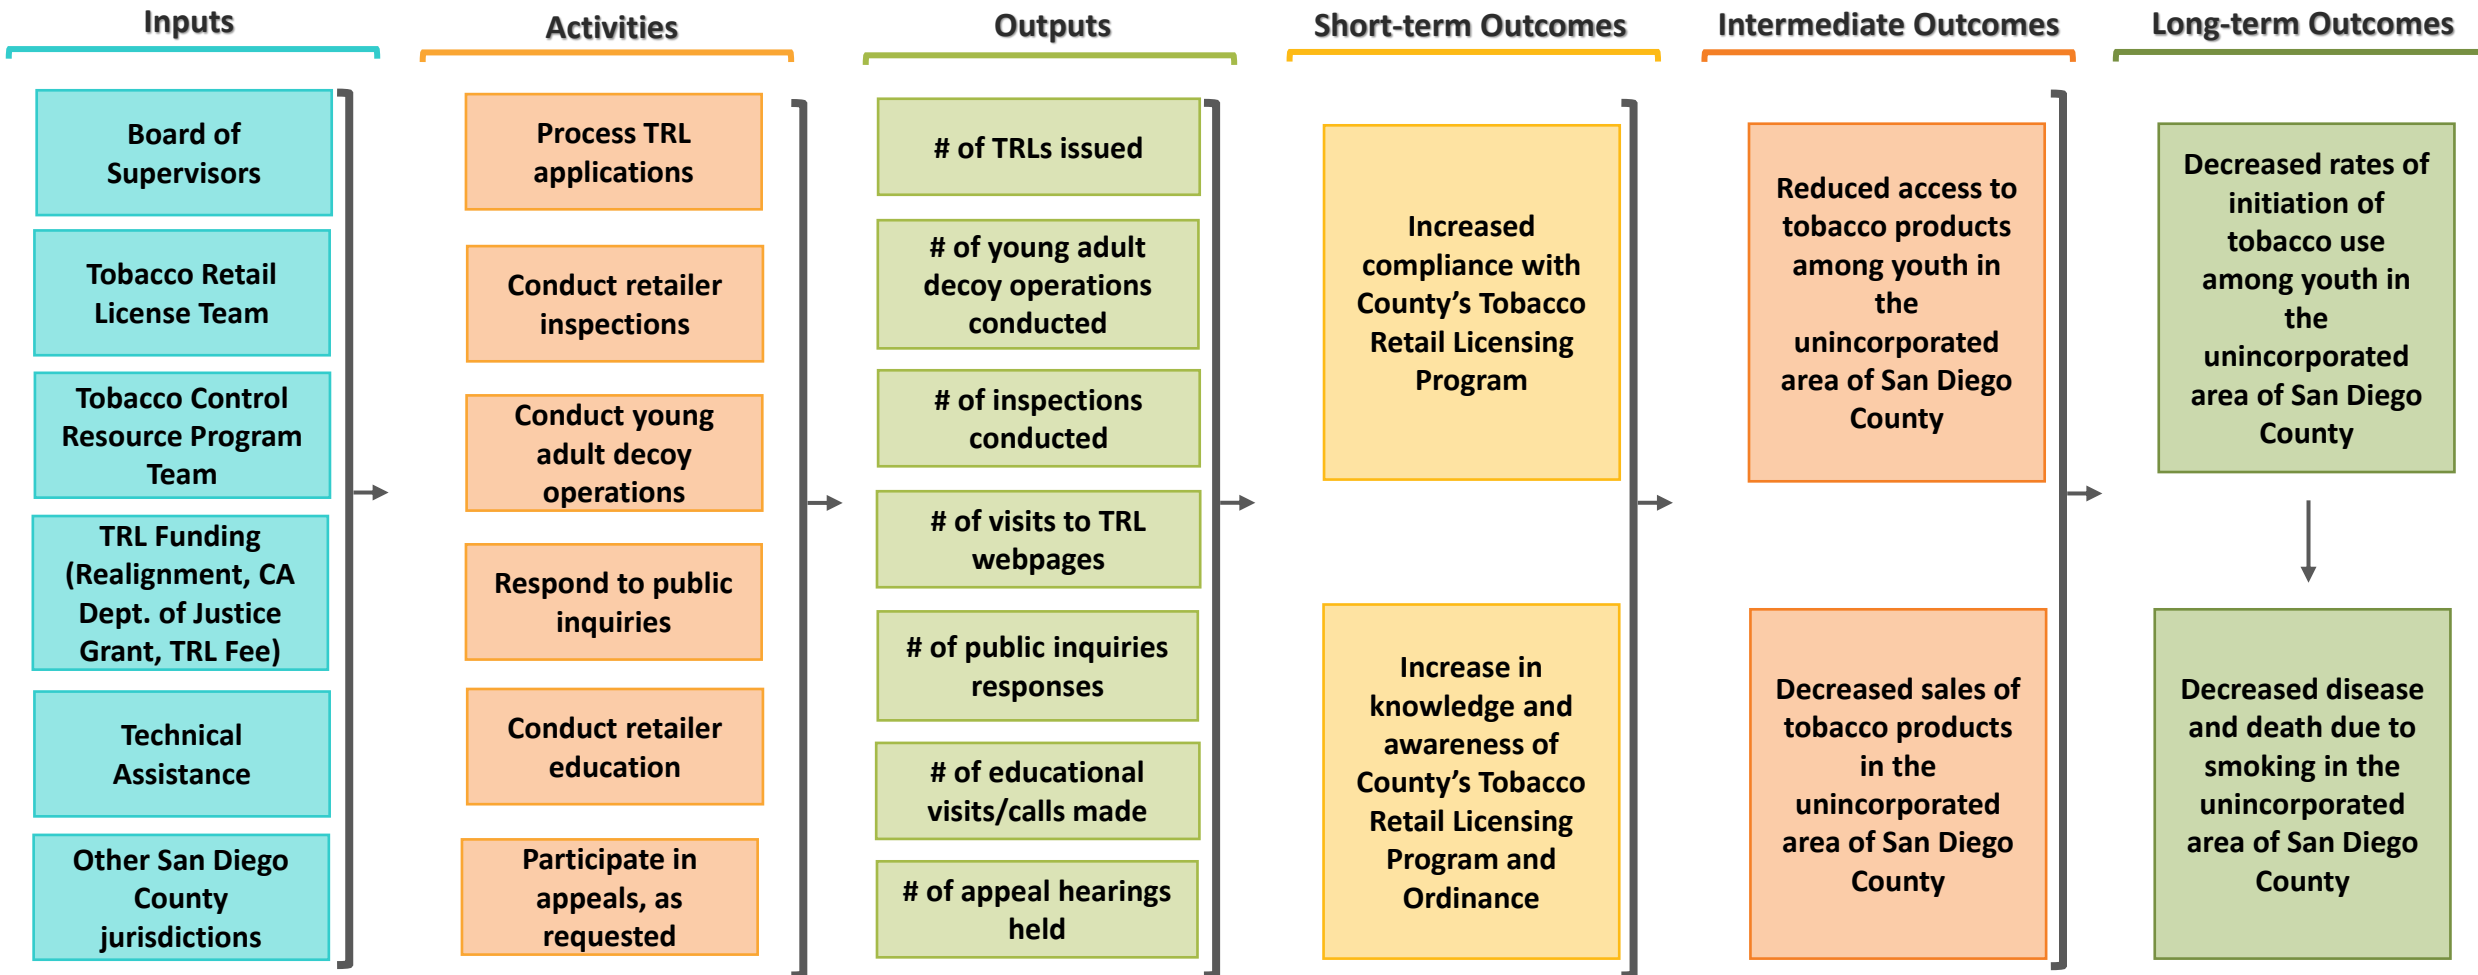 Inputs
Board of
Supervisors
Tobacco Retail
License Team
Tobacco Control
Resource Program
Team
TRL Funding
(Realignment, CA
Dept. of Justice
Grant, TRL Fee)
Technical
Assistance
Other San Diego
County
jurisdictions
Activities
Process TRL
applications
Conduct retailer
inspections
Conduct young
adult decoy
operations
Respond to public
inquiries
Conduct retailer
education
Participate in
appeals, as
requested
Outputs
# of TRLs issued
# of young adult
decoy operations
conducted
# of inspections
conducted
# of visits to TRL
webpages
# of public inquiries
responses
# of educational
visits/calls made
# of appeal hearings
held
Short-term Outcomes
Increased
compliance with
County’s Tobacco
Retail Licensing
Program
Increase in
knowledge and
awareness of
County’s Tobacco
Retail Licensing
Program and
Ordinance
Intermediate Outcomes
Reduced access to
tobacco products
among youth in
the
unincorporated
area of San Diego
County
Decreased sales of
tobacco products
in the
unincorporated
area of San Diego
County
Long-term Outcomes
Decreased rates of
initiation of
tobacco use
among youth in
the
unincorporated
area of San Diego
County
Decreased disease
and death due to
smoking in the
unincorporated
area of San Diego
County